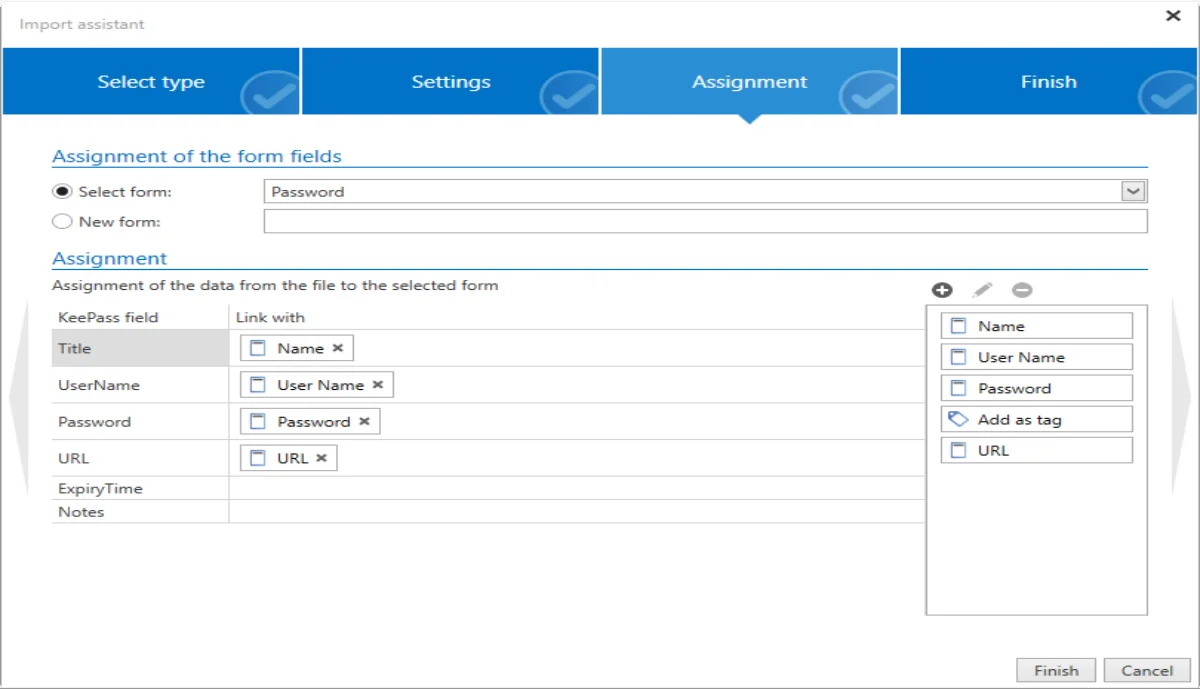 Import assistant
Select type Settings Assignment Finish
Assignment of the form fields
Select form: Password
New form:
Assignment
Assignment of the data from the file to the selected form
KeePass field Link with
Title Name
UserName User Name
Password Password
URL URL
ExpiryTime
Notes
Name
User Name
Password
Add as tag
URL
Finish Cancel